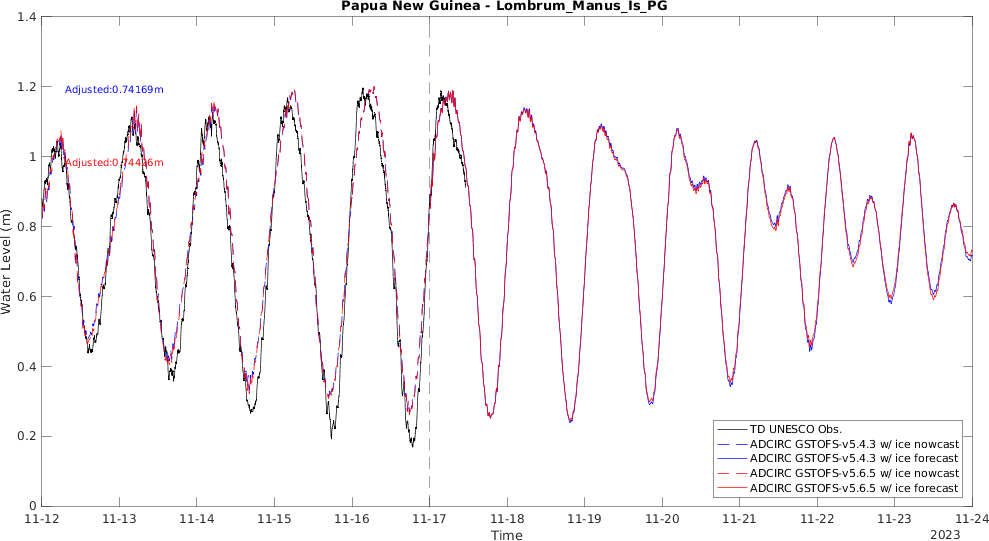 Papua New Guinea - Lombrum_Manus_Is_PG
1.4
1.2
1
0.8
0.6
0.4
0.2
0
Water Level (m)
Adjusted:0.74169m
TD UNESCO Obs.
ADCIRC GSTOFS-v5.4.3 w/ ice nowcast
ADCIRC GSTOFS-v5.4.3 w/ ice forecast
ADCIRC GSTOFS-v5.6.5 w/ ice nowcast
ADCIRC GSTOFS-v5.6.5 w/ ice forecast
11-12 11-13 11-14 11-15 11-16 11-17 11-18 11-19 11-20 11-21 11-22 11-23 11-24
Time
2023